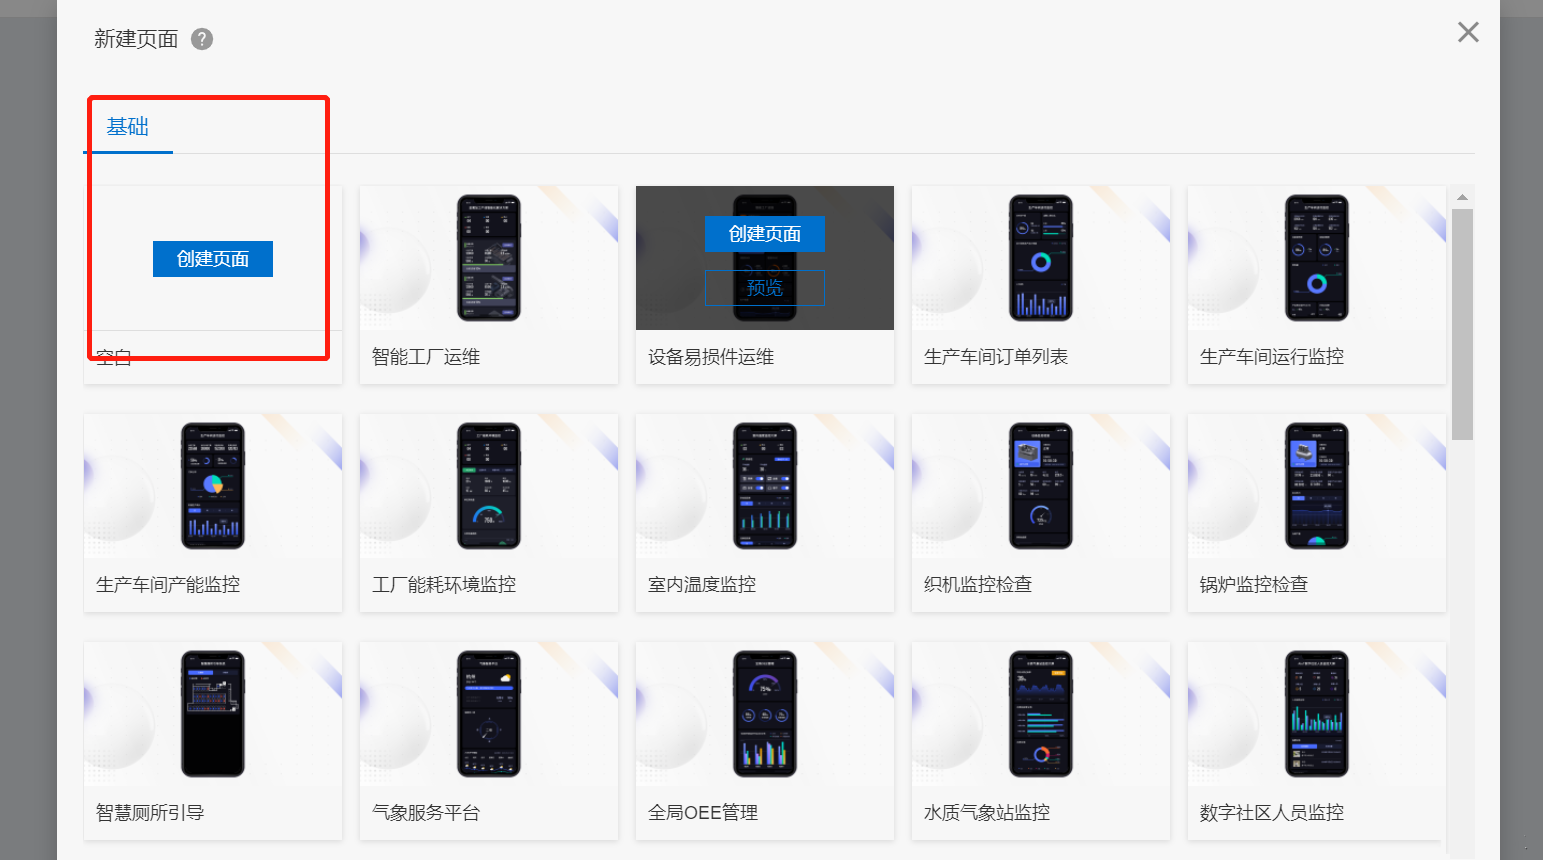 新建页面 ?
基础
创建页面
创建页面
预览
空白
智能工厂运维
设备易损件运维
生产车间订单列表
生产车间运行监控
生产车间产能监控
工厂能耗环境监控
室内温度监控
织机监控检查
锅炉监控检查
75%
智慧厕所引导
气象服务平台
全局OEE管理
水质气象站监控
数字社区人员监控